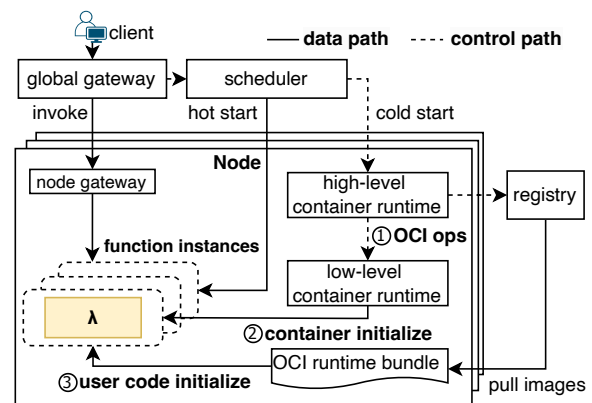 client
data path
control path
global gateway
scheduler
invoke
hot start
cold start
Node
node gateway
high-level
container runtime
registry
①OCI ops
function instances
low-level
container runtime
λ
②container initialize
OCI runtime bundle
③user code initialize
pull images